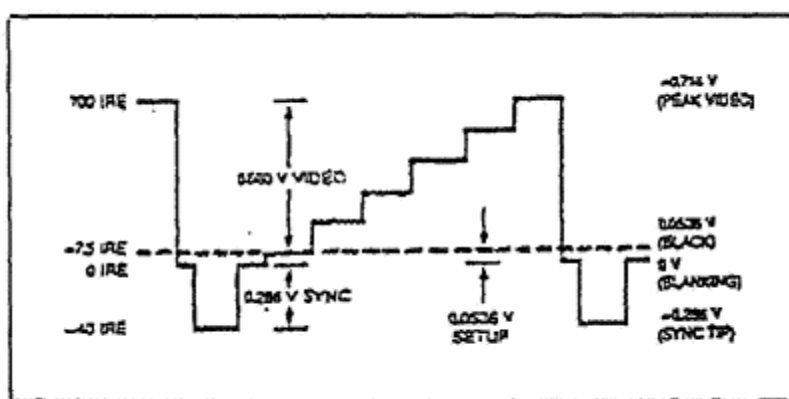 100 IRE
0.714 V
(PEAK VIDEO)
0.660 V VIDEO
7.5 IRE
0 IRE
0.0536 V
(BLACK)
0 V
(BLANKING)
0.286 V SYNC
0.0536 V
SETUP
−40 IRE
−0.286 V
(SYNC TIP)